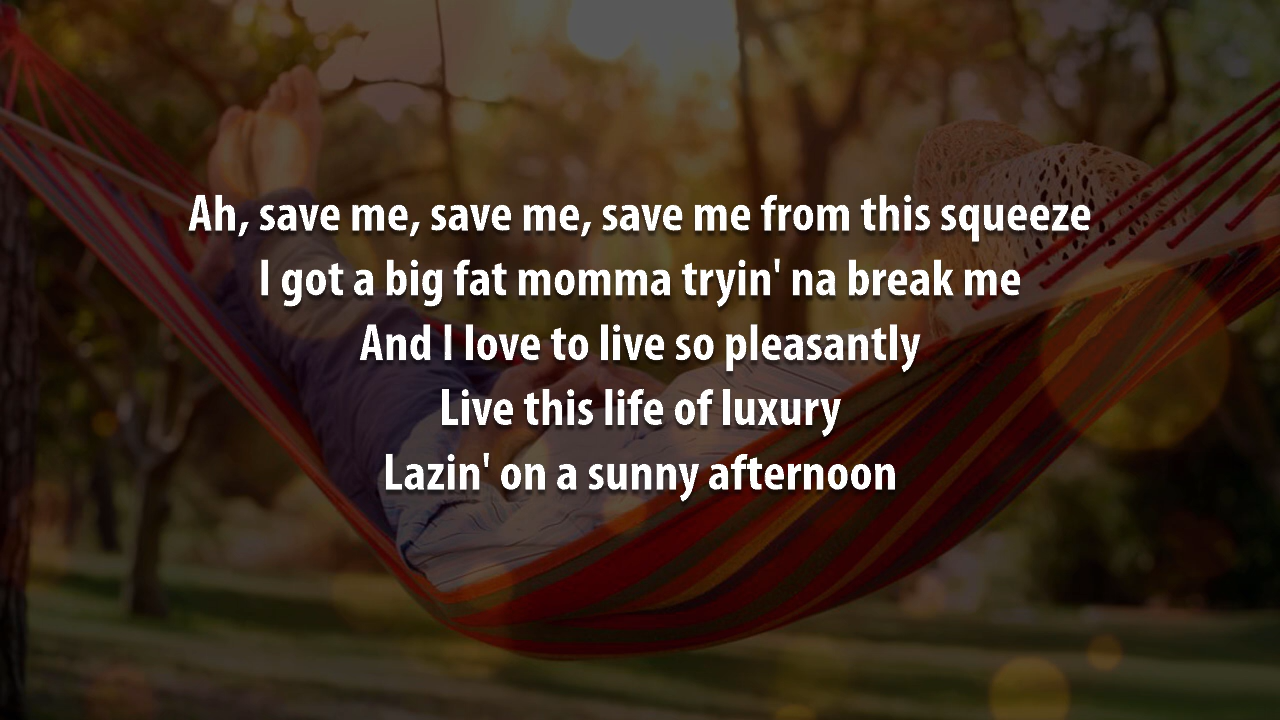 Ah, save me, save me, save me from this squeeze
I got a big fat momma tryin' na break me
And I love to live so pleasantly
Live this life of luxury
Lazin' on a sunny afternoon